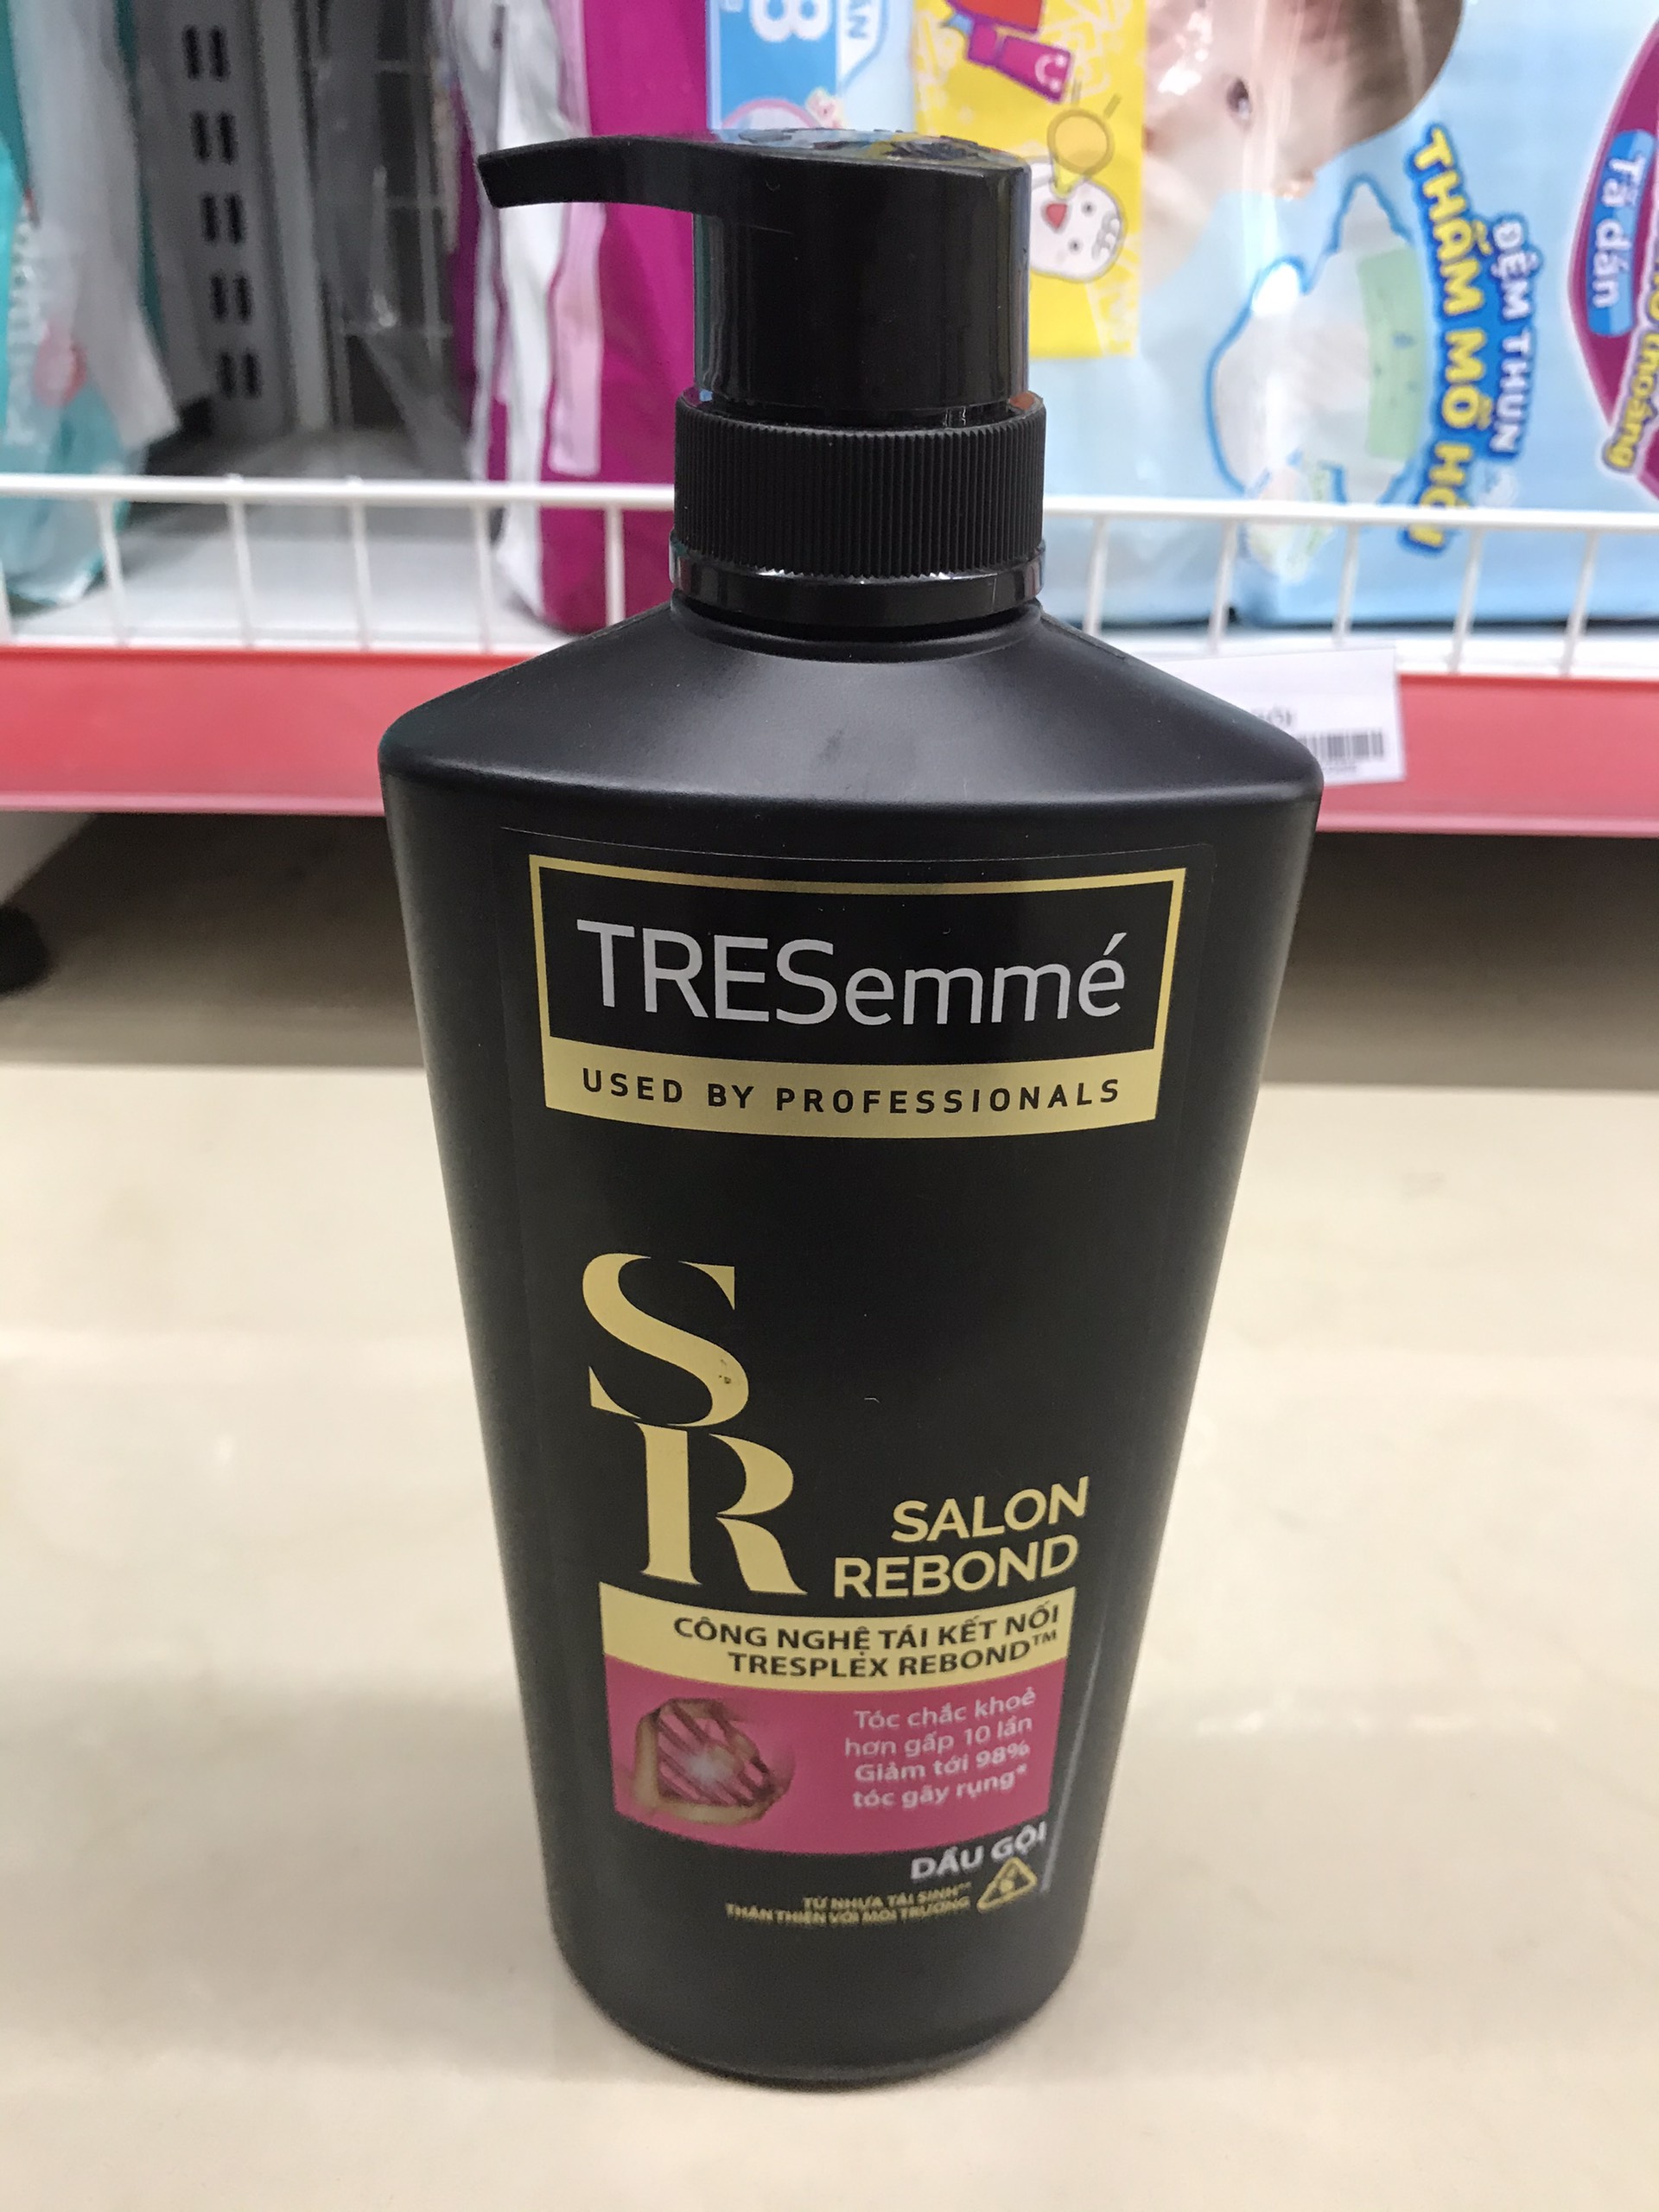 TRESemmé
USED BY PROFESSIONALS
SR
SALON
REBOND
CÔNG NGHỆ TÁI KẾT NỐI
TRESPLEX REBOND™
Tóc chắc khoẻ
hơn gấp 10 lần
Giảm tới 98%
tóc gãy rụng*
DẦU GỘI
TỪ NHỰA TÁI SINH**
THÂN THIỆN VỚI MÔI TRƯỜNG
ĐỆM THUN
THẤM MỒ HÔI
Tã dán
thoáng